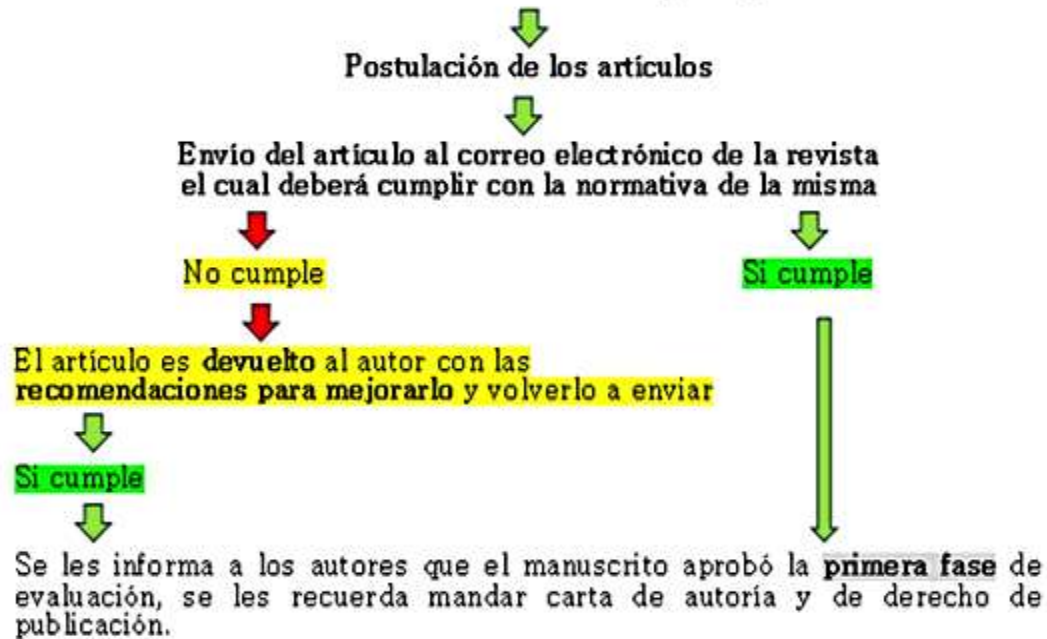 Postulación de los artículos
Envío del artículo al correo electrónico de la revista
el cual deberá cumplir con la normativa de la misma
No cumple
Si cumple
El artículo es devuelto al autor con las
recomendaciones para mejorarlo y volverlo a enviar
Si cumple
Se les informa a los autores que el manuscrito aprobó la primera fase de
evaluación, se les recuerda mandar carta de autoría y de derecho de
publicación.